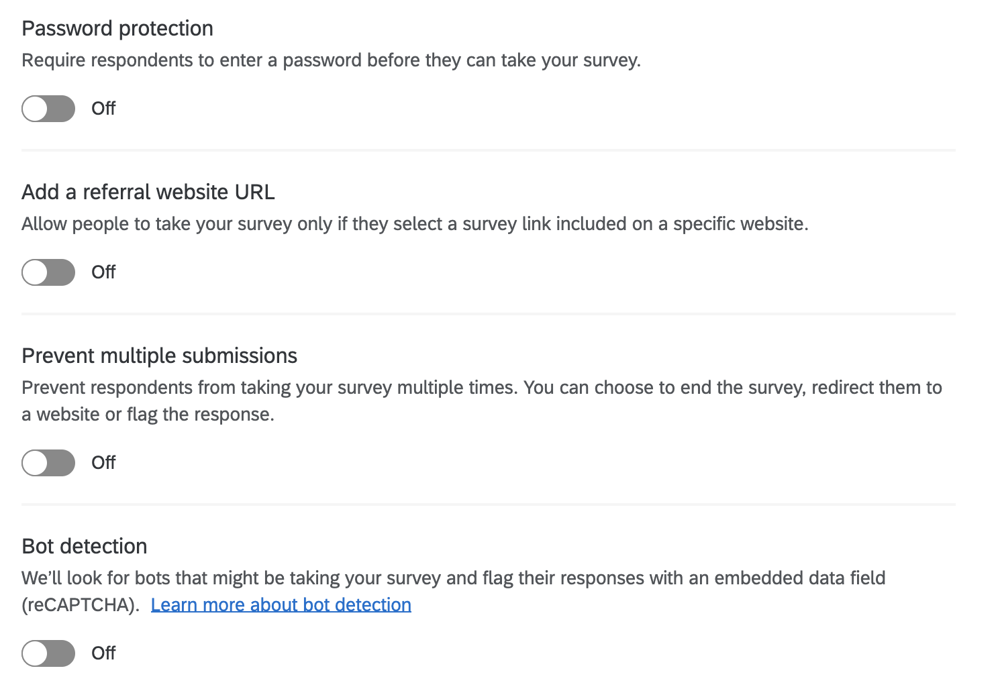 Password protection
Require respondents to enter a password before they can take your survey.
Off
Add a referral website URL
Allow people to take your survey only if they select a survey link included on a specific website.
Off
Prevent multiple submissions
Prevent respondents from taking your survey multiple times. You can choose to end the survey, redirect them to
a website or flag the response.
Off
Bot detection
We’ll look for bots that might be taking your survey and flag their responses with an embedded data field
(reCAPTCHA). Learn more about bot detection
Off